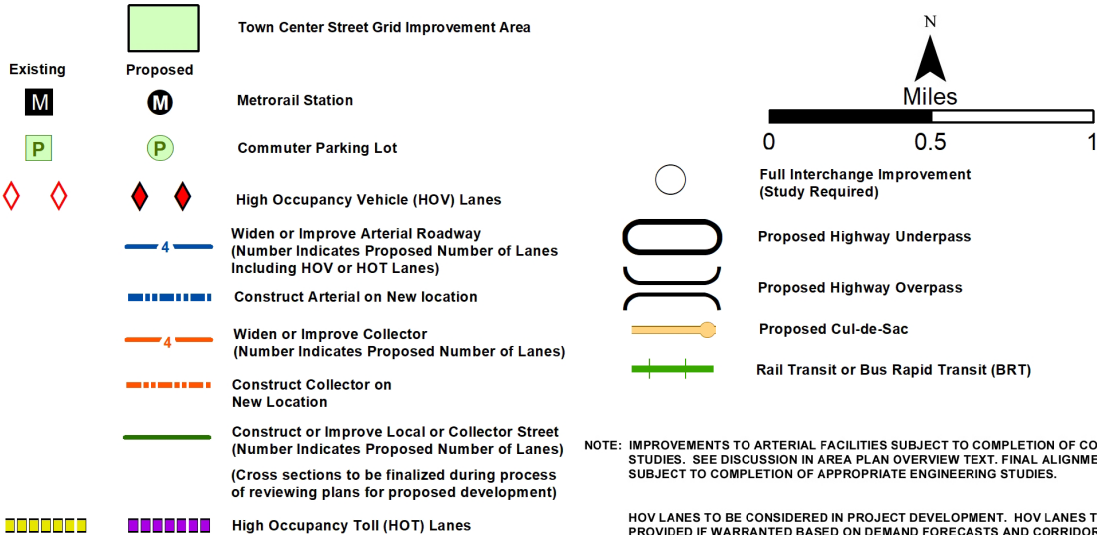 Town Center Street Grid Improvement Area
Existing
Proposed
M
M
Metrorail Station
P
P
Commuter Parking Lot
High Occupancy Vehicle (HOV) Lanes
4
Widen or Improve Arterial Roadway
(Number Indicates Proposed Number of Lanes
Including HOV or HOT Lanes)
Construct Arterial on New location
4
Widen or Improve Collector
(Number Indicates Proposed Number of Lanes)
Construct Collector on
New Location
Construct or Improve Local or Collector Street
(Number Indicates Proposed Number of Lanes)
(Cross sections to be finalized during process
of reviewing plans for proposed development)
High Occupancy Toll (HOT) Lanes
N
Miles
0 0.5 1
Full Interchange Improvement
(Study Required)
Proposed Highway Underpass
Proposed Highway Overpass
Proposed Cul-de-Sac
Rail Transit or Bus Rapid Transit (BRT)
NOTE: IMPROVEMENTS TO ARTERIAL FACILITIES SUBJECT TO COMPLETION OF CO
STUDIES. SEE DISCUSSION IN AREA PLAN OVERVIEW TEXT. FINAL ALIGNME
SUBJECT TO COMPLETION OF APPROPRIATE ENGINEERING STUDIES.
HOV LANES TO BE CONSIDERED IN PROJECT DEVELOPMENT. HOV LANES T
PROVIDED IF WARRANTED BASED ON DEMAND FORECASTS AND CORRIDOR